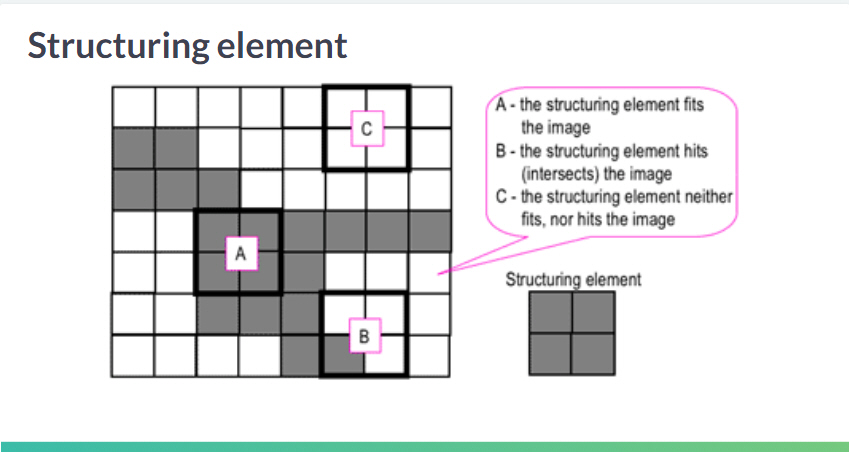 Structuring element
C
A - the structuring element fits
the image
B - the structuring element hits
(intersects) the image
C - the structuring element neither
fits, nor hits the image
A
Structuring element
B